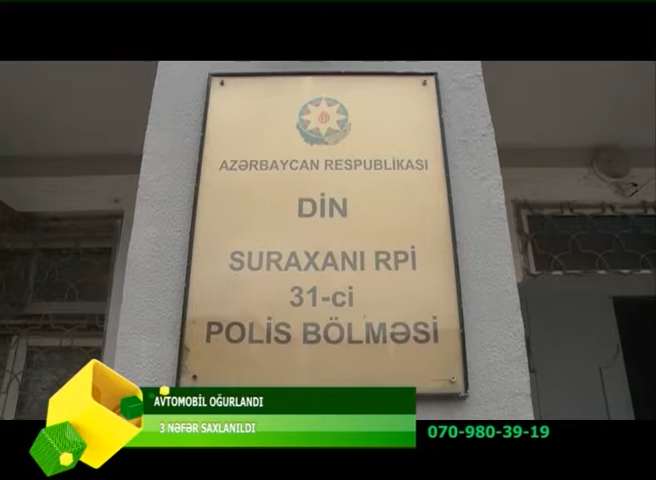 AZƏRBAYCAN RESPUBLİKASI
DİN
SURAXANI RPİ
31-ci
POLİS BÖLMƏSİ
AVTOMOBİL OĞURLANDI
3 NƏFƏR SAXLANILDI
070-980-39-19